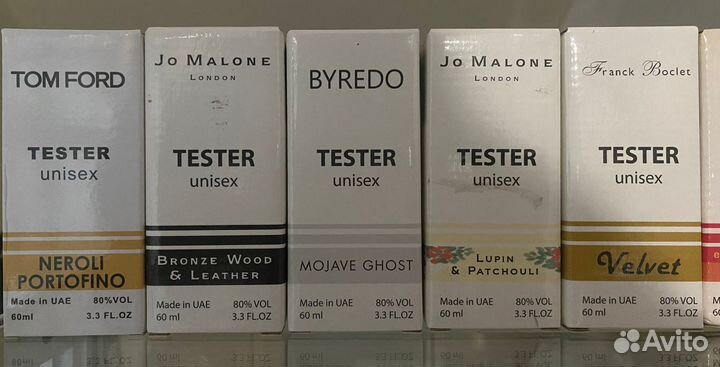 TOM FORD
TESTER
unisex
NEROLI
PORTOFINO
Made in UAE 80%VOL
60ml 3.3 FL.OZ
JO MALONE
LONDON
TESTER
unisex
BRONZE WOOD
& LEATHER
Made in UAE 80% VOL
60 ml 3.3 FL.OZ
BYREDO
TESTER
unisex
MOJAVE GHOST
Made in UAE 80% VOL
60 ml 3.3 FL.OZ
JO MALONE
LONDON
TESTER
unisex
LUPIN
& PATCHOULI
Made in UAE 80% VOL
60 ml 3.3 FL.OZ
Franck Boclet
TESTER
unisex
Velvet
Made in UAE 80% VOL
60 ml 3.3 FL.OZ
Avito